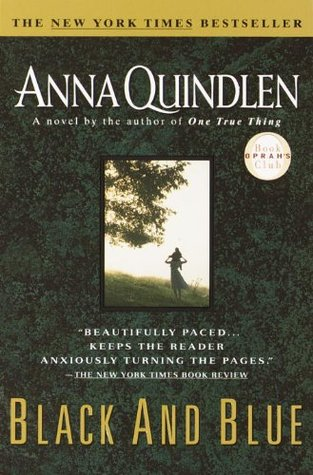 THE NEW YORK TIMES BESTSELLER
ANNA QUINDLEN
A novel by the author of One True Thing
Book
OPRAH'S
Club
"BEAUTIFULLY PACED...
KEEPS THE READER
ANXIOUSLY TURNING THE PAGES."
—THE NEW YORK TIMES BOOK REVIEW
BLACK AND BLUE